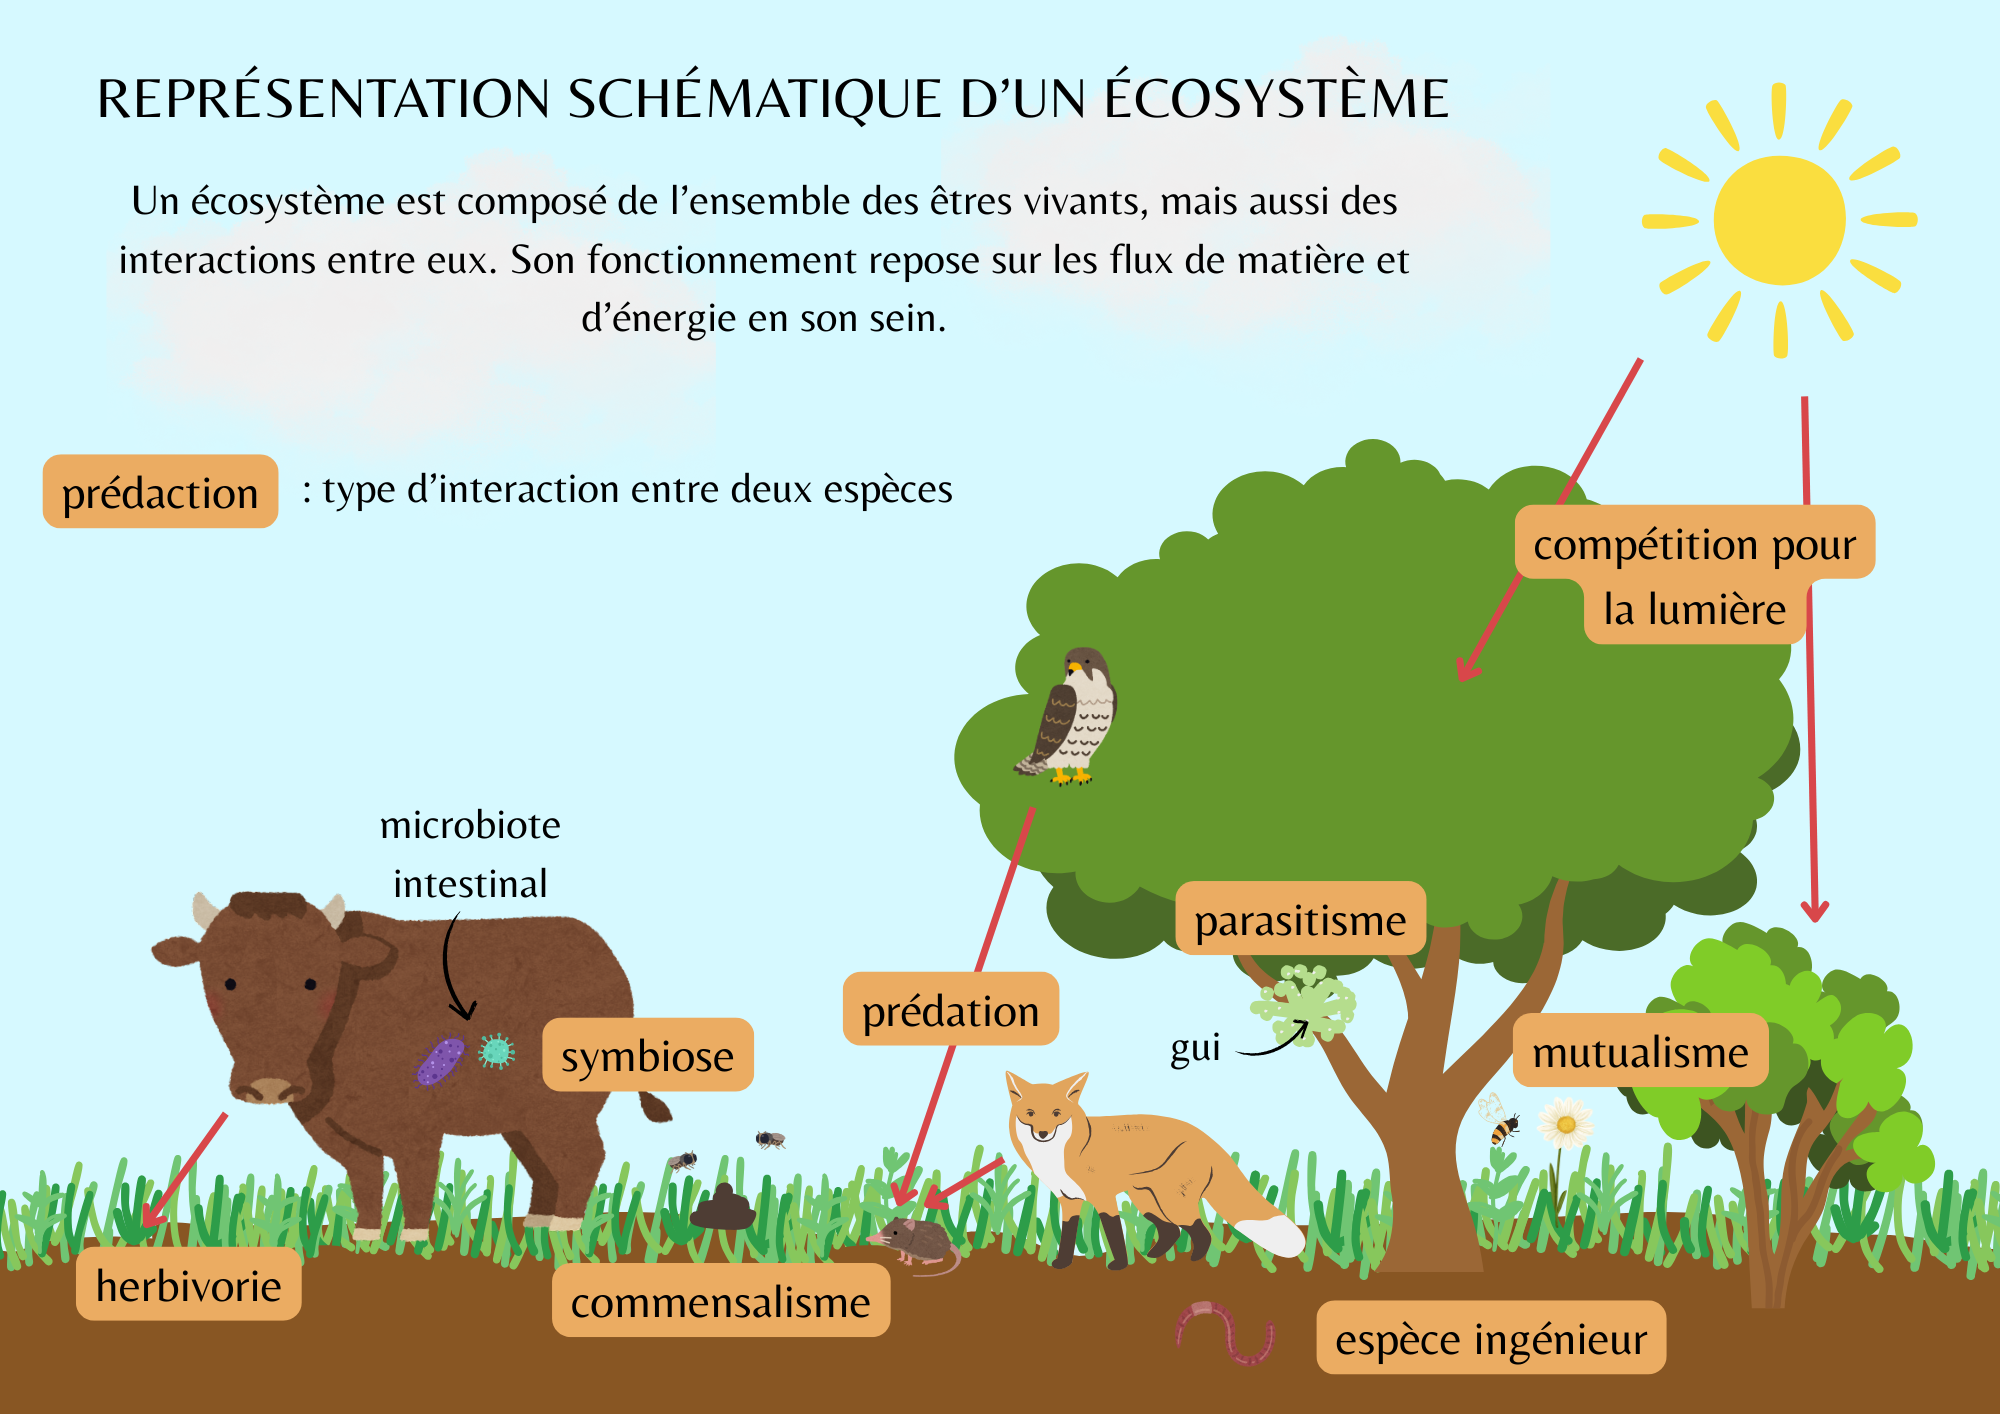 REPRÉSENTATION SCHÉMATIQUE D'UN ÉCOSYSTÈME
Un écosystème est composé de l'ensemble des êtres vivants, mais aussi des
interactions entre eux. Son fonctionnement repose sur les flux de matière et
d'énergie en son sein.
prédaction : type d'interaction entre deux espèces
compétition pour
la lumière
microbiote
intestinal
parasitisme
prédation
symbiose
gui
mutualisme
herbivorie
commensalisme
espèce ingénieur